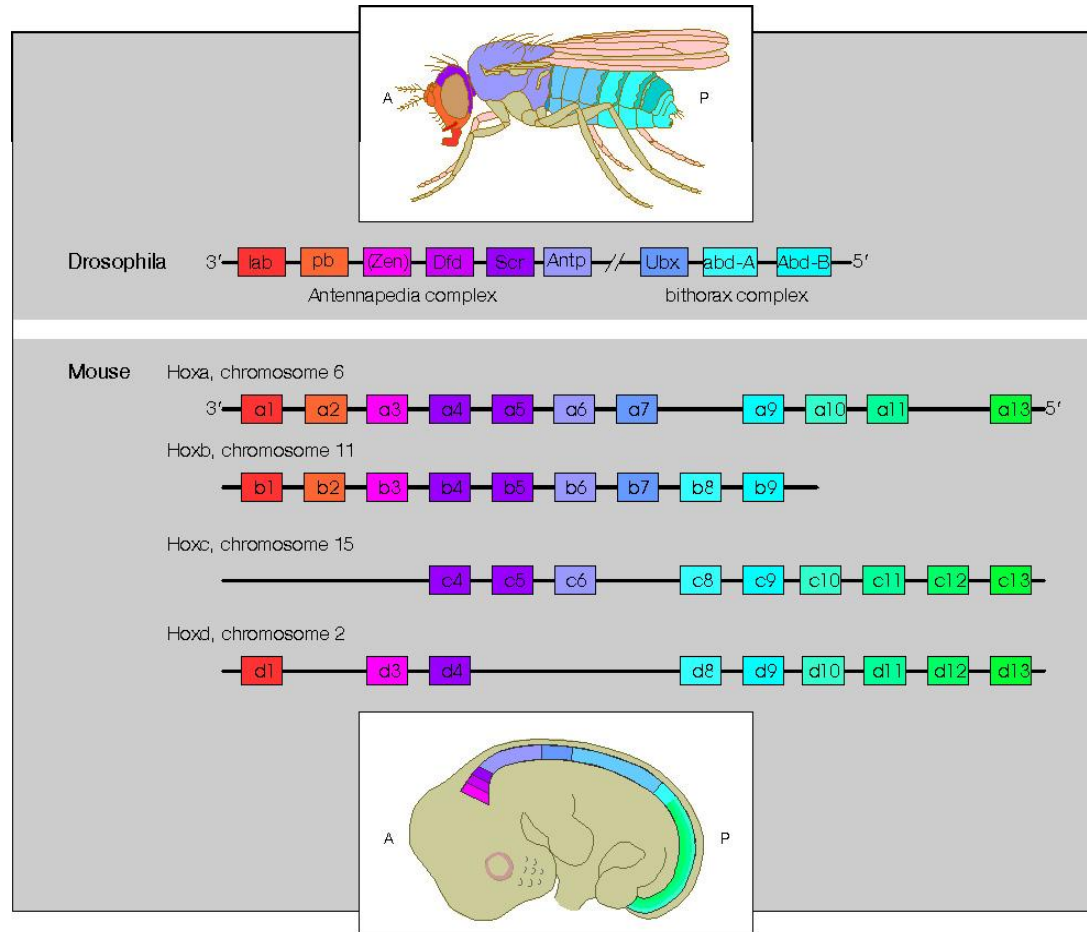 A P
Drosophila 3′ lab pb (Zen) Dfd Scr Antp // Ubx abd-A Abd-B 5′
Antennapedia complex bithorax complex
Mouse Hoxa, chromosome 6
3′ a1 a2 a3 a4 a5 a6 a7 a9 a10 a11 a13 5′
Hoxb, chromosome 11
b1 b2 b3 b4 b5 b6 b7 b8 b9
Hoxc, chromosome 15
c4 c5 c6 c8 c9 c10 c11 c12 c13
Hoxd, chromosome 2
d1 d3 d4 d8 d9 d10 d11 d12 d13
A P